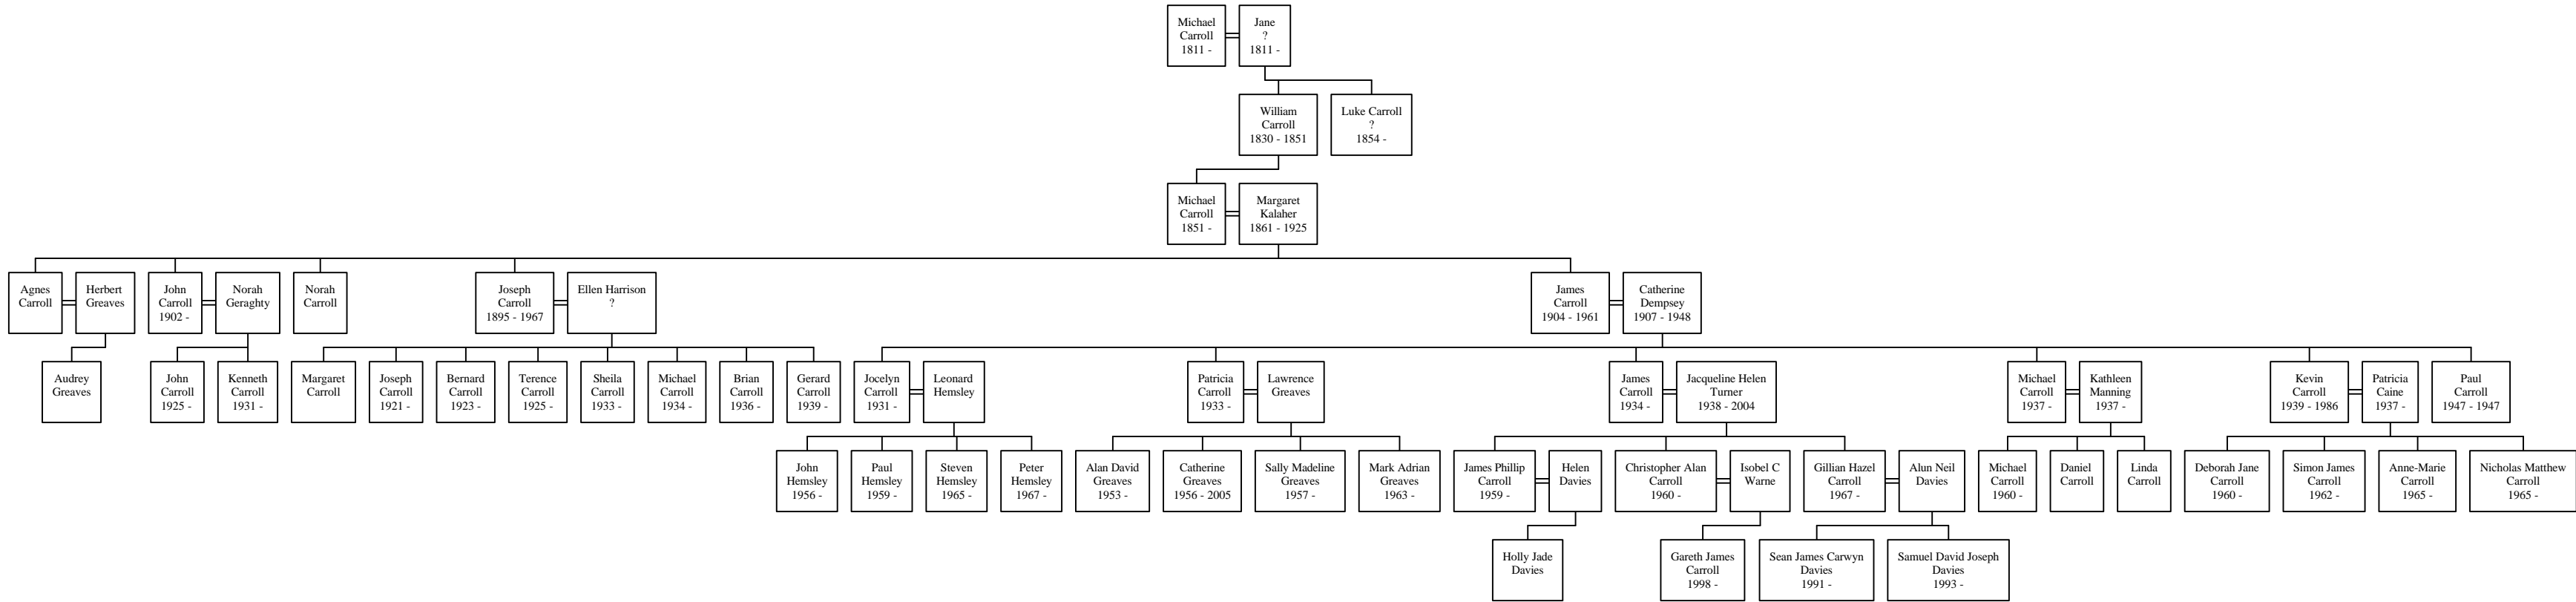 Michael
Carroll
1811 -
Jane
?
1811 -
William
Carroll
1830 - 1851
Luke Carroll
?
1854 -
Michael
Carroll
1851 -
Margaret
Kalaher
1861 - 1925
Agnes
Carroll
Herbert
Greaves
John
Carroll
1902 -
Norah
Geraghty
Norah
Carroll
Joseph
Carroll
1895 - 1967
Ellen Harrison
?
James
Carroll
1904 - 1961
Catherine
Dempsey
1907 - 1948
Audrey
Greaves
John
Carroll
1925 -
Kenneth
Carroll
1931 -
Margaret
Carroll
Joseph
Carroll
1921 -
Bernard
Carroll
1923 -
Terence
Carroll
1925 -
Sheila
Carroll
1933 -
Michael
Carroll
1934 -
Brian
Carroll
1936 -
Gerard
Carroll
1939 -
Jocelyn
Carroll
1931 -
Leonard
Hemsley
Patricia
Carroll
1933 -
Lawrence
Greaves
James
Carroll
1934 -
Jacqueline Helen
Turner
1938 - 2004
Michael
Carroll
1937 -
Kathleen
Manning
1937 -
Kevin
Carroll
1939 - 1986
Patricia
Caine
1937 -
Paul
Carroll
1947 - 1947
John
Hemsley
1956 -
Paul
Hemsley
1959 -
Steven
Hemsley
1965 -
Peter
Hemsley
1967 -
Alan David
Greaves
1953 -
Catherine
Greaves
1956 - 2005
Sally Madeline
Greaves
1957 -
Mark Adrian
Greaves
1963 -
James Phillip
Carroll
1959 -
Helen
Davies
Christopher Alan
Carroll
1960 -
Isobel C
Warne
Gillian Hazel
Carroll
1967 -
Alun Neil
Davies
Michael
Carroll
1960 -
Daniel
Carroll
Linda
Carroll
Deborah Jane
Carroll
1960 -
Simon James
Carroll
1962 -
Anne-Marie
Carroll
1965 -
Nicholas Matthew
Carroll
1965 -
Holly Jade
Davies
Gareth James
Carroll
1998 -
Sean James Carwyn
Davies
1991 -
Samuel David Joseph
Davies
1993 -